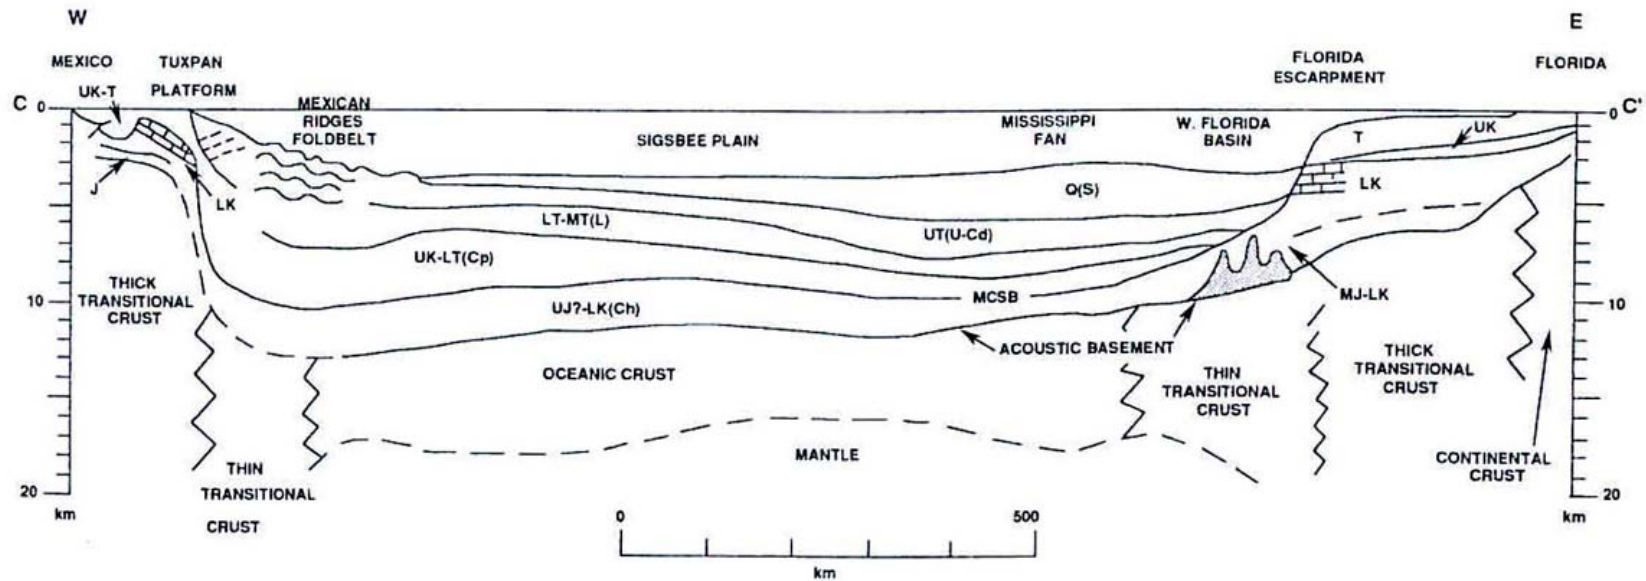 W
E
MEXICO
TUXPAN
PLATFORM
FLORIDA
ESCARPMENT
FLORIDA
UK-T
C
0
MEXICAN
RIDGES
FOLDBELT
SIGSBEE PLAIN
MISSISSIPPI
FAN
W. FLORIDA
BASIN
T
UK
0
C'
J
LK
Q(S)
LK
LT-MT(L)
UT(U-Cd)
UK-LT(Cp)
THICK
TRANSITIONAL
CRUST
10
UJ?-LK(Ch)
MCSB
MJ-LK
10
ACOUSTIC BASEMENT
OCEANIC CRUST
THIN
TRANSITIONAL
CRUST
THICK
TRANSITIONAL
CRUST
MANTLE
THIN
TRANSITIONAL
CRUST
CONTINENTAL
CRUST
20
km
20
km
0
500
km